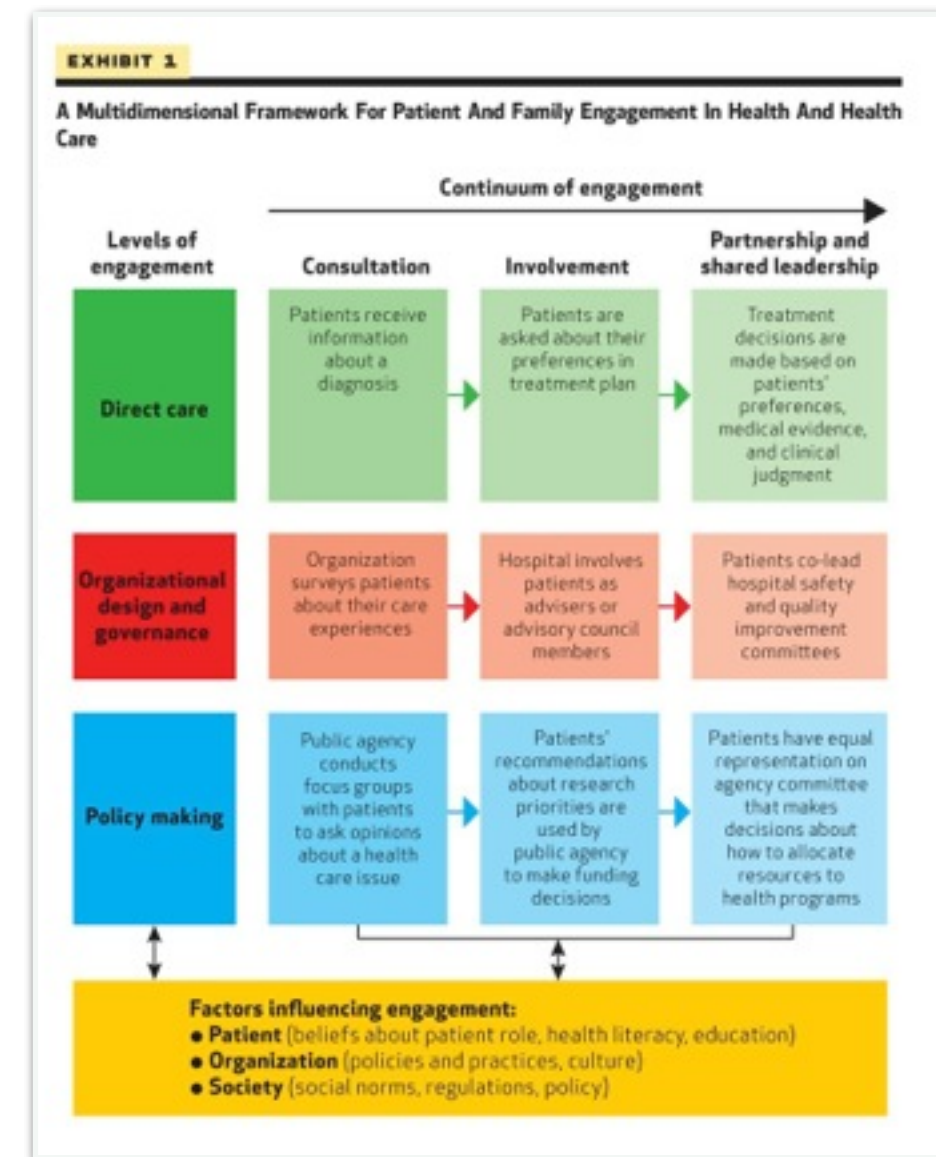 EXHIBIT 1
A Multidimensional Framework For Patient And Family Engagement In Health And Health
Care
Continuum of engagement
Levels of
engagement
Consultation
Involvement
Partnership and
shared leadership
Direct care
Patients receive
information
about a
diagnosis
Patients are
asked about their
preferences in
treatment plan
Treatment
decisions are
made based on
patients'
preferences,
medical evidence,
and clinical
judgment
Organizational
design and
governance
Organization
surveys patients
about their care
experiences
Hospital involves
patients as
advisers or
advisory council
members
Patients co-lead
hospital safety
and quality
improvement
committees
Policy making
Public agency
conducts
focus groups
with patients
to ask opinions
about a health
care issue
Patients'
recommendations
about research
priorities are
used by
public agency
to make funding
decisions
Patients have equal
representation on
agency committee
that makes
decisions about
how to allocate
resources to
health programs
Factors influencing engagement:
● Patient (beliefs about patient role, health literacy, education)
● Organization (policies and practices, culture)
● Society (social norms, regulations, policy)